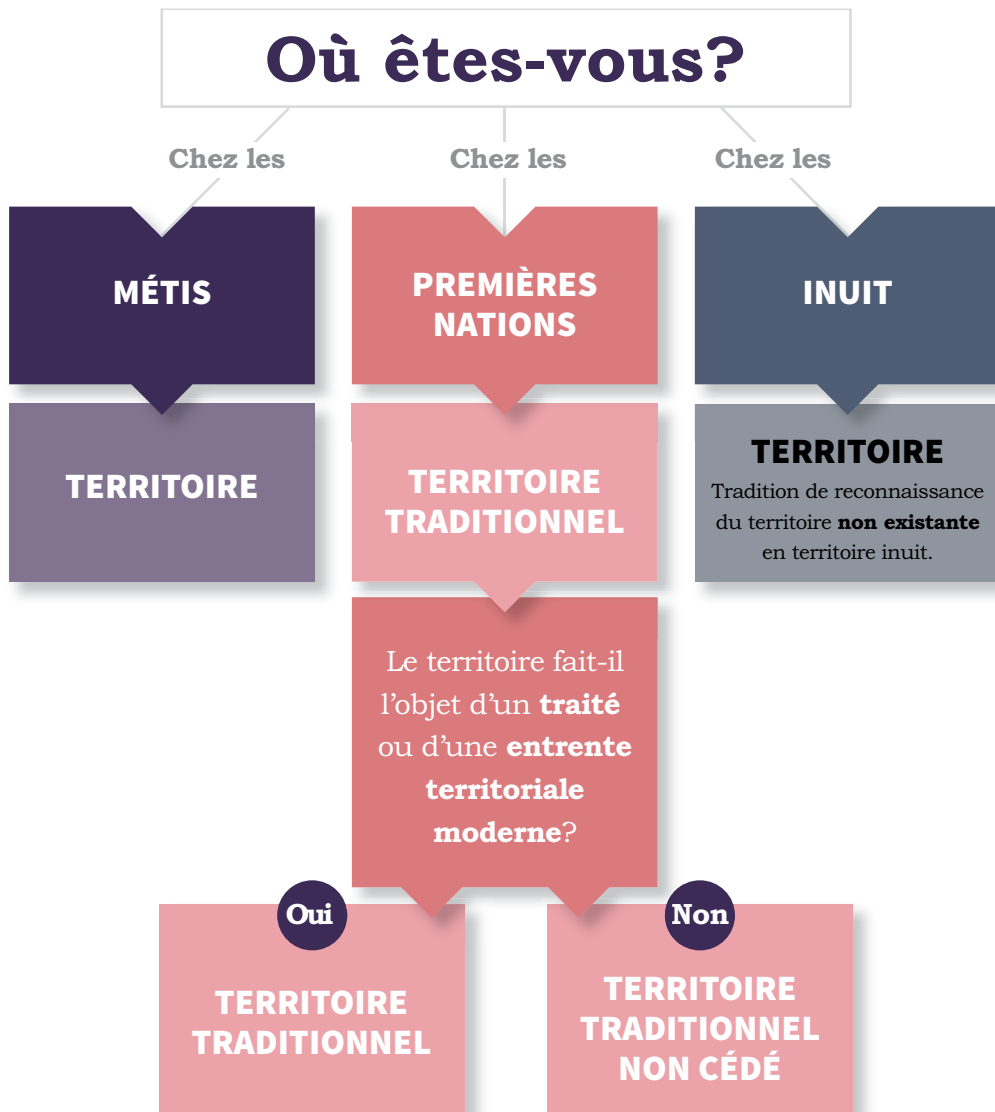 Où êtes-vous?
Chez les
Chez les
Chez les
MÉTIS
PREMIÈRES
NATIONS
INUIT
TERRITOIRE
TERRITOIRE
TRADITIONNEL
TERRITOIRE
Tradition de reconnaissance
du territoire non existante
en territoire inuit.
Le territoire fait-il
l’objet d’un traité
ou d’une entrente
territoriale
moderne?
Oui
Non
TERRITOIRE
TRADITIONNEL
TERRITOIRE
TRADITIONNEL
NON CÉDÉ